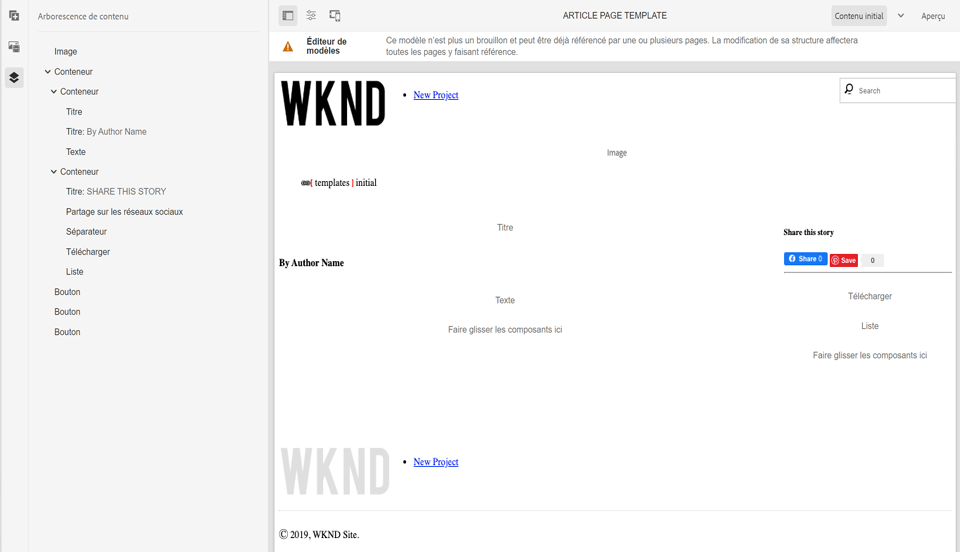 Arborescence de contenu
ARTICLE PAGE TEMPLATE
Contenu initial
Aperçu
Image
Conteneur
Conteneur
Titre
Titre: By Author Name
Texte
Conteneur
Titre: SHARE THIS STORY
Partage sur les réseaux sociaux
Séparateur
Télécharger
Liste
Bouton
Bouton
Bouton
Éditeur de
modèles
Ce modèle n'est plus un brouillon et peut être déjà référencé par une ou plusieurs pages. La modification de sa structure affectera
toutes les pages y faisant référence.
WKND
New Project
Search
Image
{ templates } initial
Titre
Share this story
By Author Name
Share 0
Save
0
Texte
Télécharger
Faire glisser les composants ici
Liste
Faire glisser les composants ici
WKND
New Project
© 2019, WKND Site.